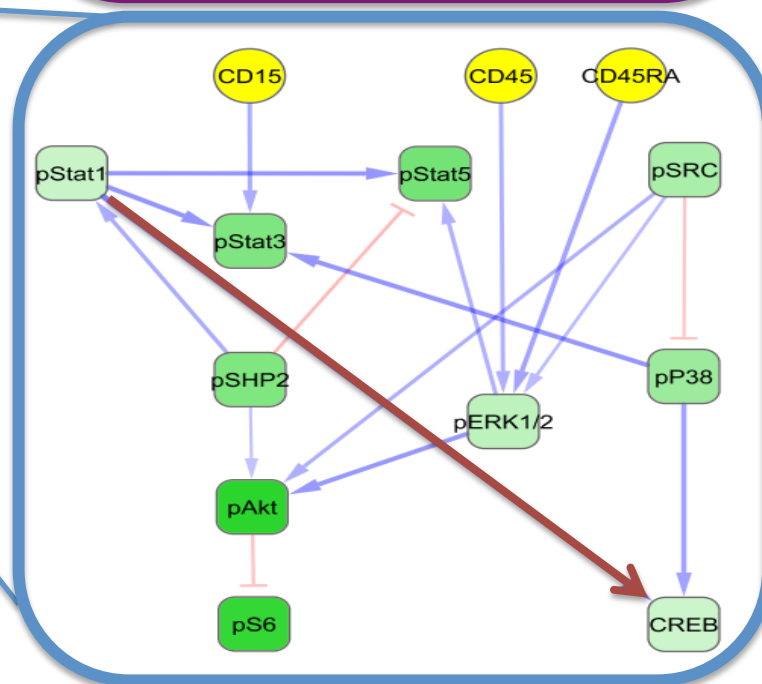 CD15
CD45
CD45RA
pStat1
pStat5
pSRC
pStat3
pSHP2
pP38
pERK1/2
pAkt
pS6
CREB